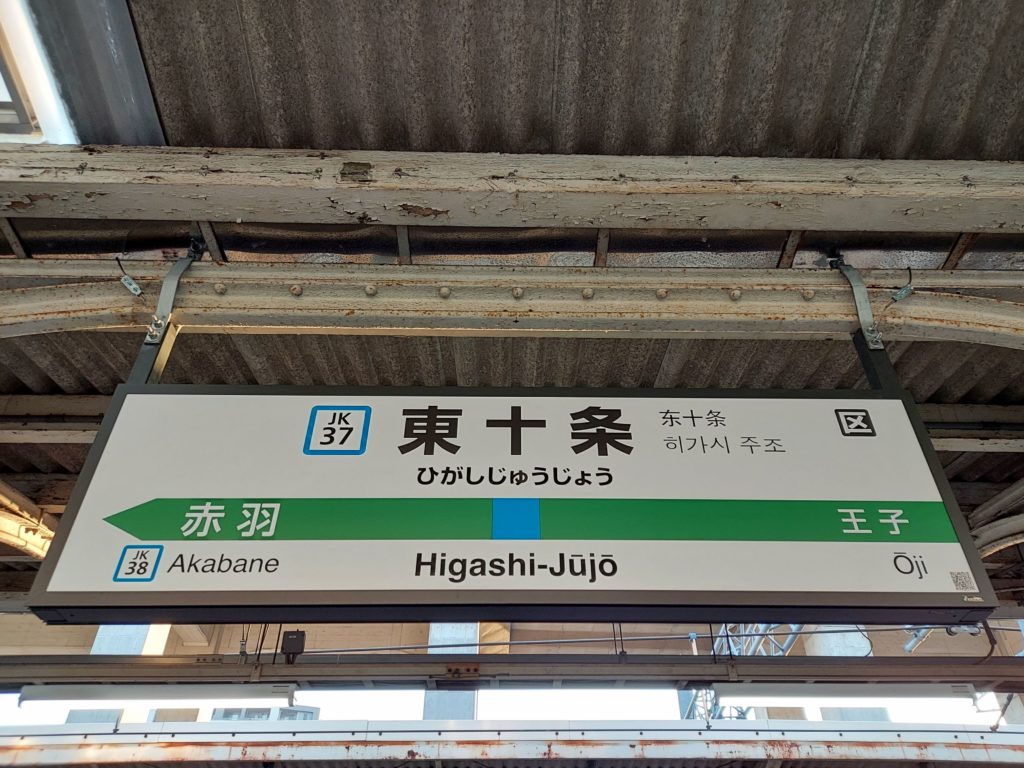 JK
37
東十条
东十条
히가시 주조
区
ひがしじゅうじょう
赤羽
王子
JK
38
Akabane
Higashi-Jūjō
Ōji